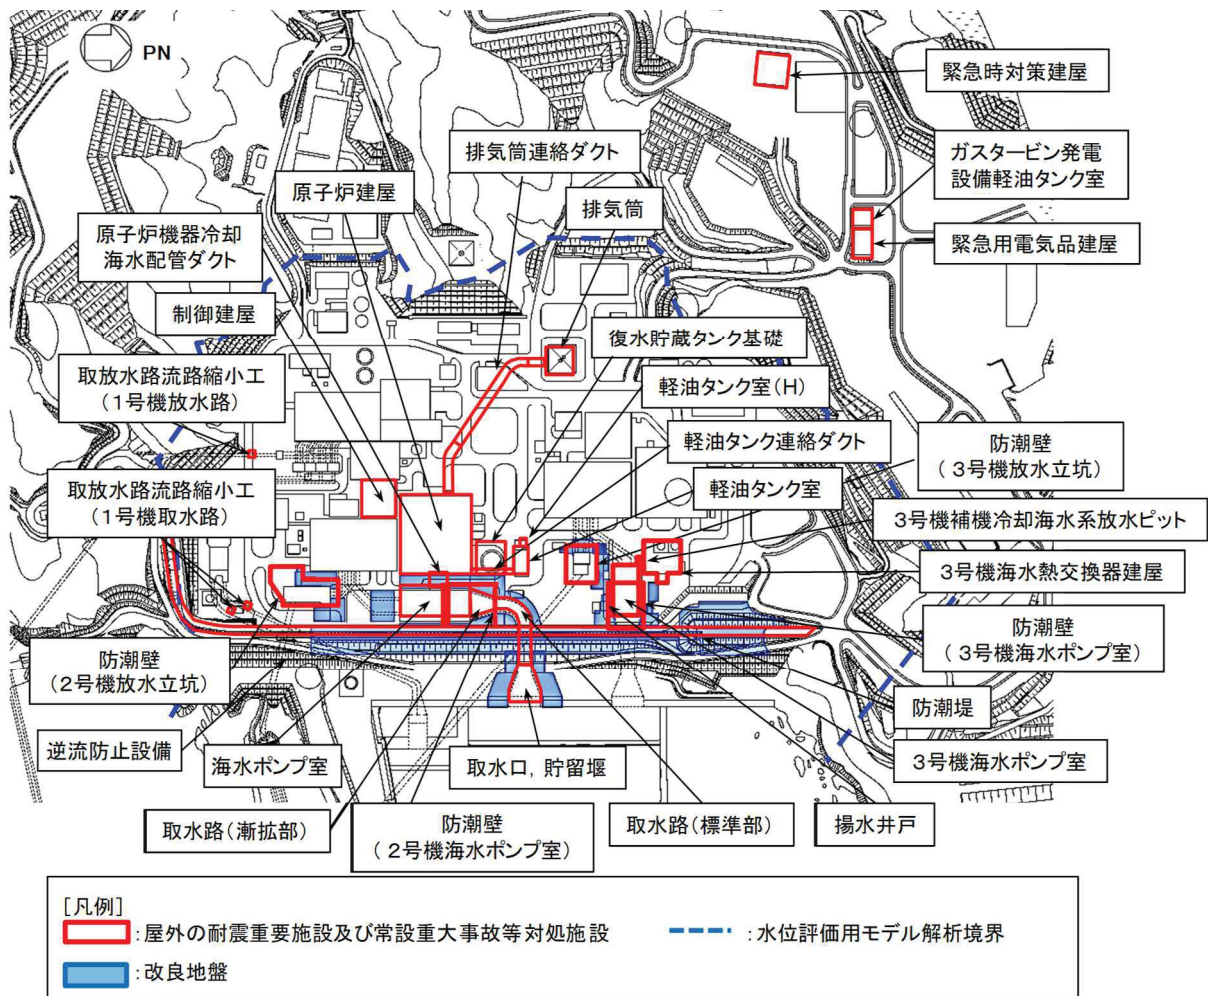 PN
緊急時対策建屋
ガスタービン発電
設備軽油タンク室
緊急用電気品建屋
排気筒連絡ダクト
原子炉建屋
排気筒
原子炉機器冷却
海水配管ダクト
制御建屋
復水貯蔵タンク基礎
取放水路流路縮小工
（1号機放水路）
軽油タンク室(H)
軽油タンク連絡ダクト
防潮壁
（3号機放水立坑）
取放水路流路縮小工
（1号機取水路）
軽油タンク室
3号機補機冷却海水系放水ピット
3号機海水熱交換器建屋
防潮壁
（3号機海水ポンプ室）
防潮壁
（2号機放水立坑）
防潮堤
逆流防止設備
海水ポンプ室
取水口，貯留堰
3号機海水ポンプ室
取水路（漸拡部）
防潮壁
（2号機海水ポンプ室）
取水路（標準部）
揚水井戸
［凡例］
：屋外の耐震重要施設及び常設重大事故等対処施設
：水位評価用モデル解析境界
：改良地盤